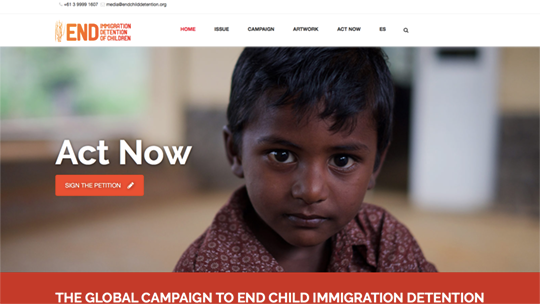 +61 3 9999 1607 media@endchilddetention.org
END IMMIGRATION
DETENTION
OF CHILDREN
HOME ISSUE CAMPAIGN ARTWORK ACT NOW ES
Act Now
SIGN THE PETITION
THE GLOBAL CAMPAIGN TO END CHILD IMMIGRATION DETENTION